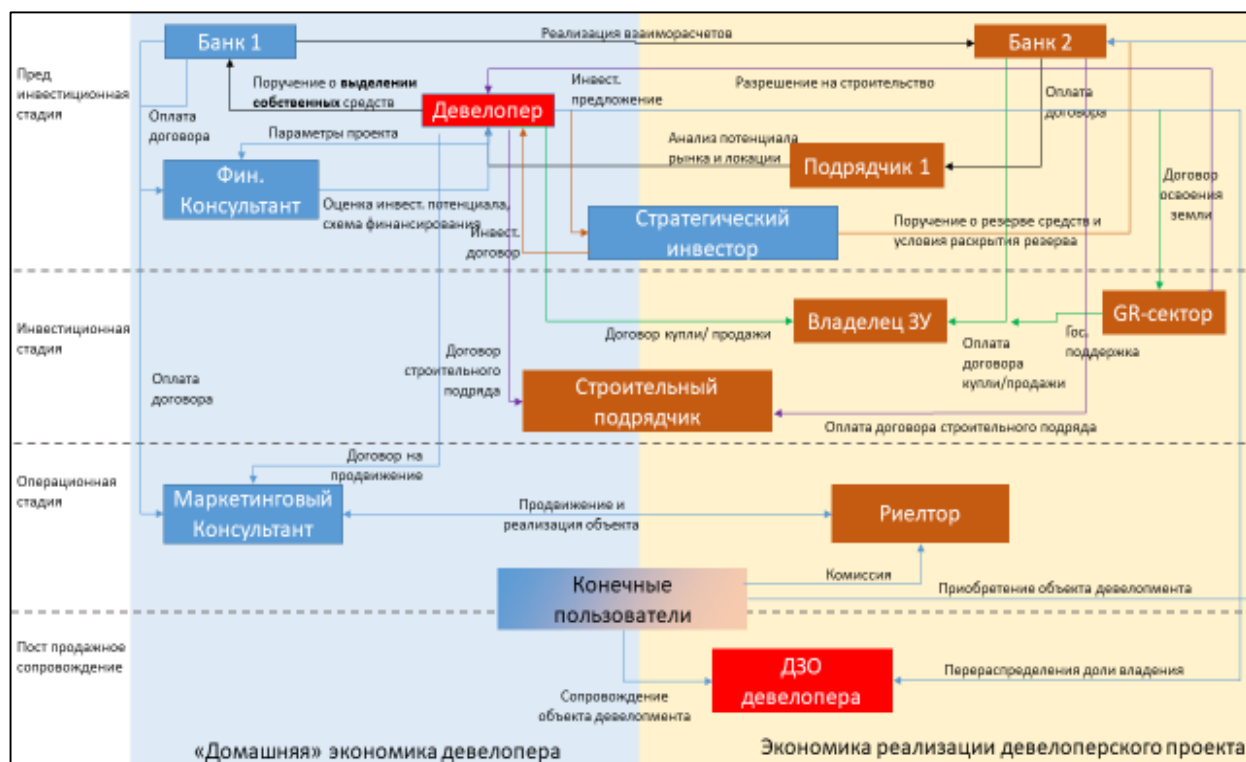 Банк 1
Реализация взаиморасчетов
Банк 2
Пред
инвестиционная
стадия
Поручение о выделении
собственных средств
Девелопер
Инвест.
предложение
Разрешение на строительство
Оплата
договора
Оплата
договора
Параметры проекта
Анализ потенциала
рынка и локации
Подрядчик 1
Фин.
Консультант
Оценка инвест. потенциала,
схема финансирования
Договор
освоения
земли
Инвест.
договор
Стратегический
инвестор
Поручение о резерве средств и
условия раскрытия резерва
Инвестиционная
стадия
Договор купли/ продажи
Владелец ЗУ
GR-сектор
Оплата
договора
купли/продажи
Гос.
поддержка
Оплата
договора
Договор
строительного
подряда
Строительный
подрядчик
Оплата договора строительного подряда
Операционная
стадия
Договор на
продвижение
Маркетинговый
Консультант
Продвижение и
реализация объекта
Риелтор
Конечные
пользователи
Комиссия
Приобретение объекта девелопмента
Пост продажное
сопровождение
Сопровождение
объекта девелопмента
ДЗО
девелопера
Перераспределения доли владения
«Домашняя» экономика девелопера
Экономика реализации девелоперского проекта